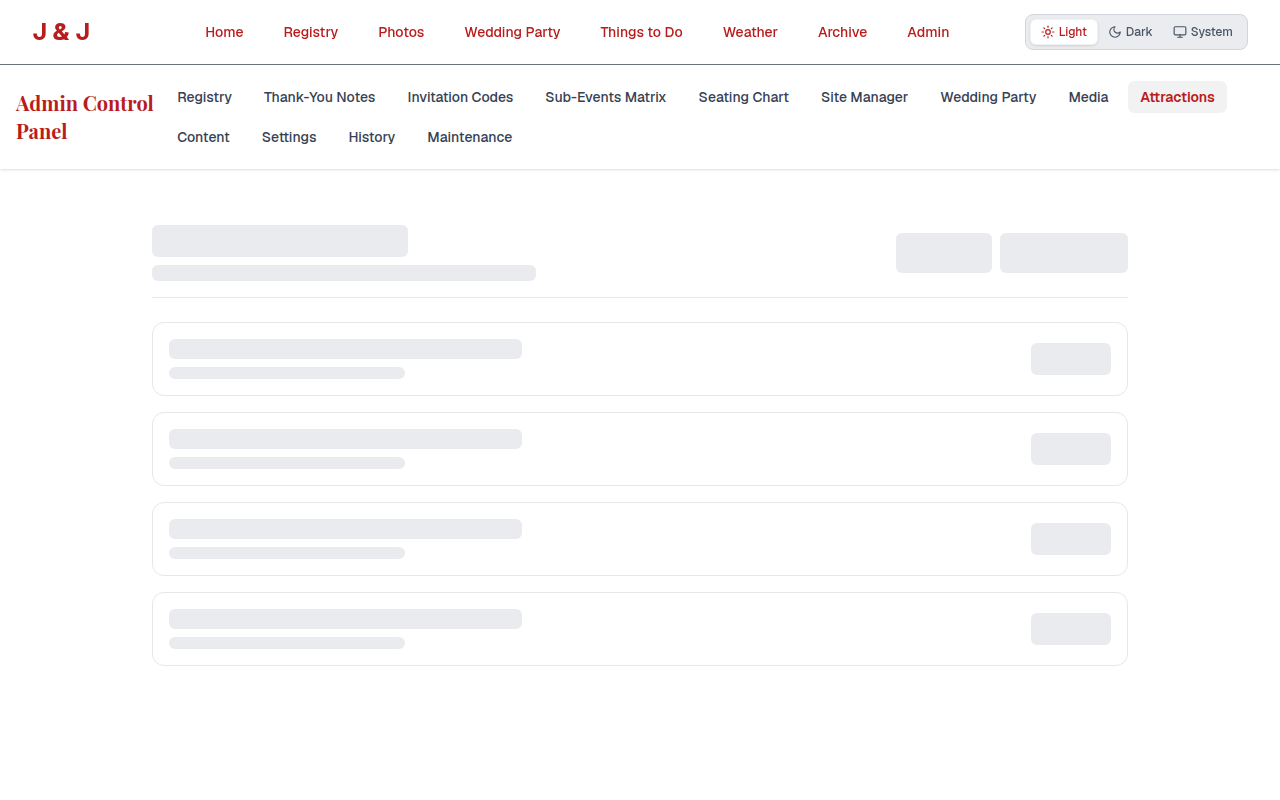 J & J
Home Registry Photos Wedding Party Things to Do Weather Archive Admin
Light Dark System
Admin Control Panel
Registry Thank-You Notes Invitation Codes Sub-Events Matrix Seating Chart Site Manager Wedding Party Media Attractions
Content Settings History Maintenance